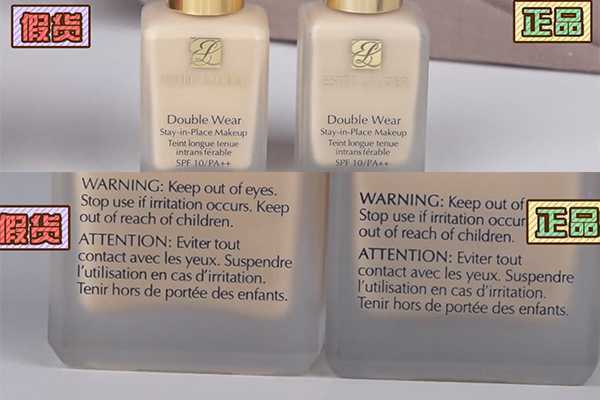 假货
正品
ESTEE LAUDER
ESTEE LAUDER
Double Wear
Stay-in-Place Makeup
Teint longue tenue
intransférable
SPF 10/PA++
Double Wear
Stay-in-Place Makeup
Teint longue tenue
intransférable
SPF 10/PA++
假货
正品
WARNING: Keep out of eyes.
Stop use if irritation occurs. Keep
out of reach of children.
ATTENTION: Eviter tout
contact avec les yeux. Suspendre
l'utilisation en cas d'irritation.
Tenir hors de portée des enfants.
WARNING: Keep out of
Stop use if irritation occur
out of reach of children.
ATTENTION: Eviter tout
contact avec les yeux. Suspendre
l'utilisation en cas d'irritation.
Tenir hors de portée des enfants.